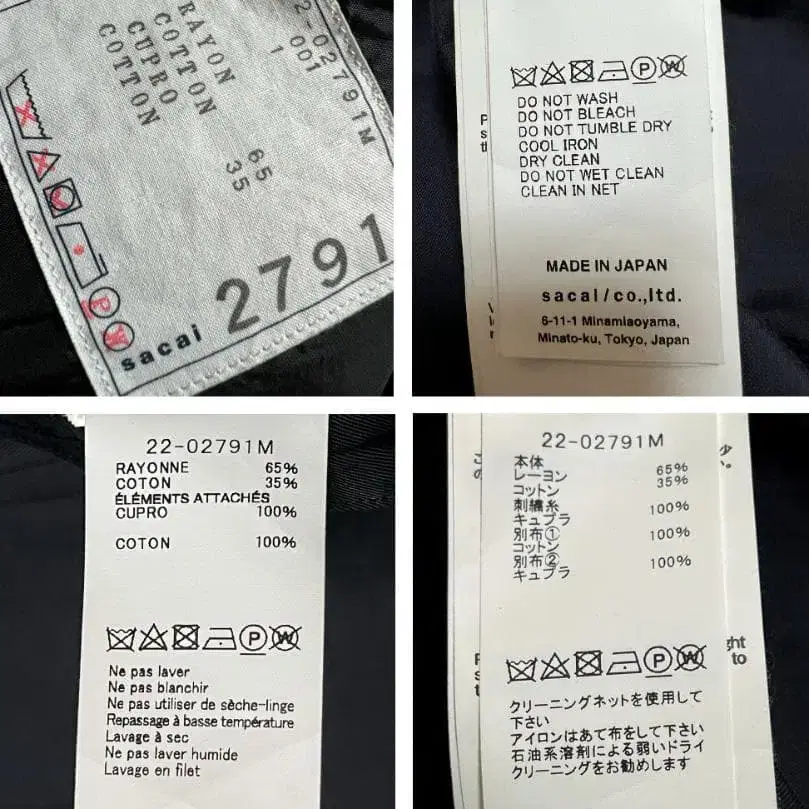 22-02791M
001
1
RAYON 65
COTTON 35
CUPRO
COTTON
sacai 2791
P
W
P W
DO NOT WASH
DO NOT BLEACH
DO NOT TUMBLE DRY
COOL IRON
DRY CLEAN
DO NOT WET CLEAN
CLEAN IN NET
MADE IN JAPAN
sacai/co.,ltd.
6-11-1 Minamiaoyama,
Minato-ku, Tokyo, Japan
22-02791M
RAYONNE 65%
COTON 35%
ÉLÉMENTS ATTACHÉS
CUPRO 100%
COTON 100%
P W
Ne pas laver
Ne pas blanchir
Ne pas utiliser de sèche-linge
Repassage à basse température
Lavage à sec
Ne pas laver humide
Lavage en filet
22-02791M
本体
レーヨン 65%
コットン 35%
刺繍糸
キュプラ 100%
別布①
コットン 100%
別布②
キュプラ 100%
P W
クリーニングネットを使用して
下さい
アイロンはあて布をして下さい
石油系溶剤による弱いドライ
クリーニングをお勧めします
ght
to